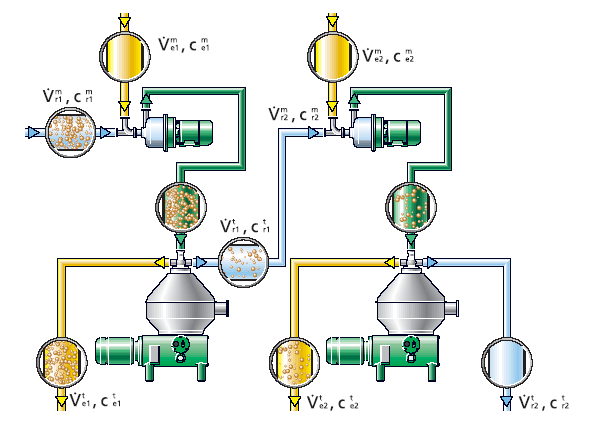 V̇ᵐₑ₁, cᵐₑ₁
V̇ᵐₑ₂, cᵐₑ₂
V̇ᵐᵣ₁, cᵐᵣ₁
V̇ᵐᵣ₂, cᵐᵣ₂
V̇ᵗᵣ₁, cᵗᵣ₁
V̇ᵗₑ₁, cᵗₑ₁
V̇ᵗₑ₂, cᵗₑ₂
V̇ᵗᵣ₂, cᵗᵣ₂